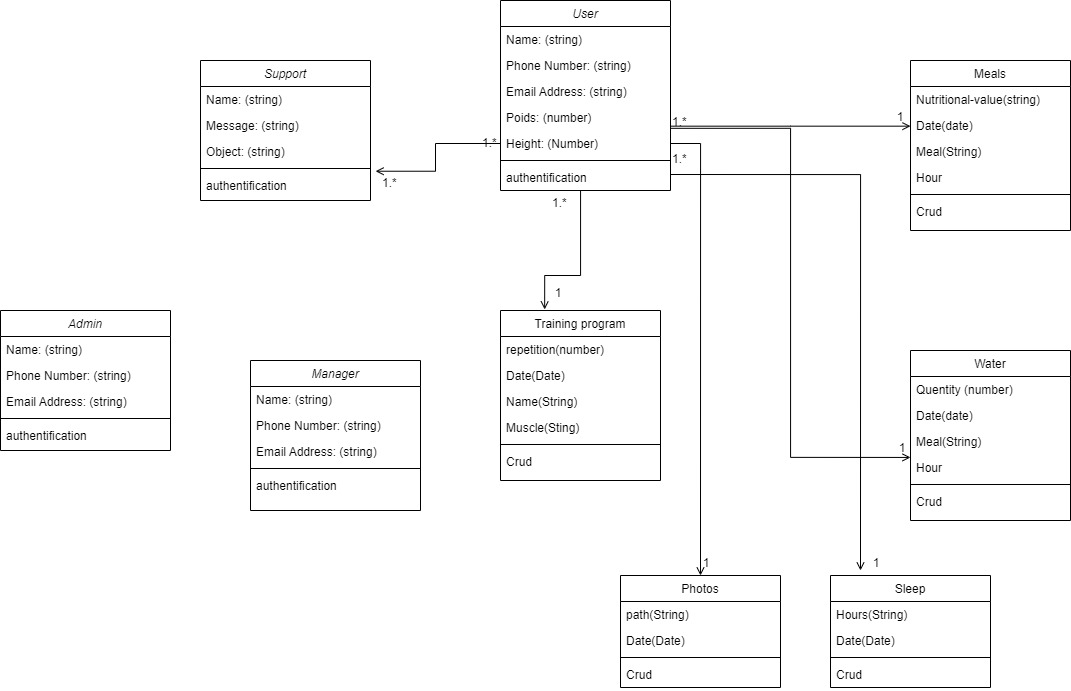 User
Name: (string)
Phone Number: (string)
Email Address: (string)
Poids: (number)
Height: (Number)
authentification
Support
Name: (string)
Message: (string)
Object: (string)
authentification
Meals
Nutritional-value(string)
Date(date)
Meal(String)
Hour
Crud
1.*
1
1.*
1.*
1.*
1.*
1
Admin
Name: (string)
Phone Number: (string)
Email Address: (string)
authentification
Manager
Name: (string)
Phone Number: (string)
Email Address: (string)
authentification
Training program
repetition(number)
Date(Date)
Name(String)
Muscle(Sting)
Crud
Water
Quentity (number)
Date(date)
Meal(String)
Hour
Crud
1
1
1
Photos
path(String)
Date(Date)
Crud
Sleep
Hours(String)
Date(Date)
Crud